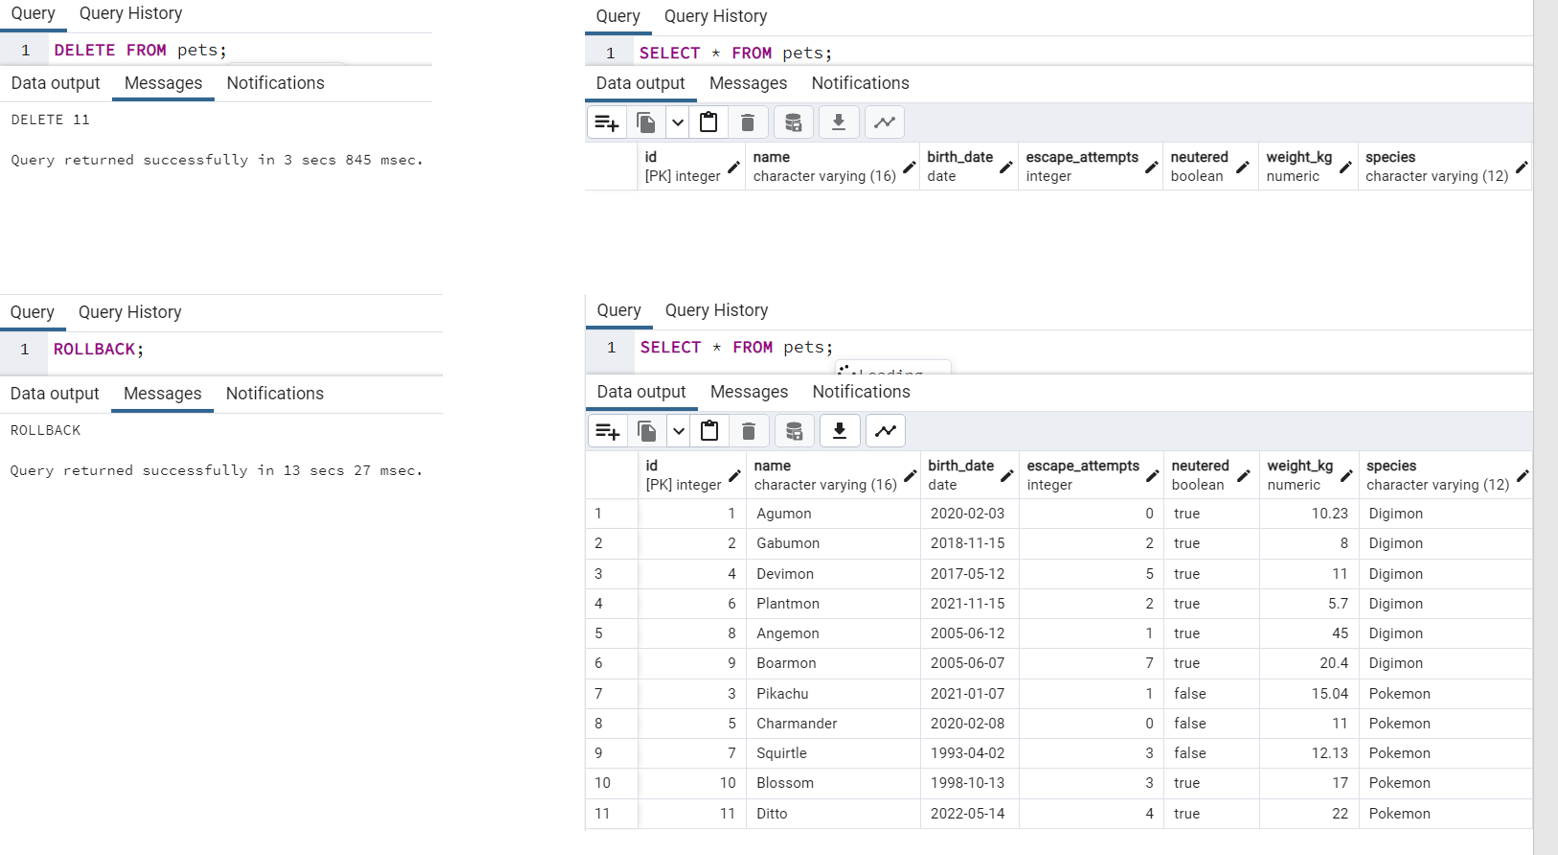 Query Query History
1 DELETE FROM pets;
Data output Messages Notifications
DELETE 11
Query returned successfully in 3 secs 845 msec.
Query Query History
1 SELECT * FROM pets;
Data output Messages Notifications
id name birth_date escape_attempts neutered weight_kg species
[PK] integer character varying (16) date integer boolean numeric character varying (12)
Query Query History
1 ROLLBACK;
Data output Messages Notifications
ROLLBACK
Query returned successfully in 13 secs 27 msec.
Query Query History
1 SELECT * FROM pets;
Loading
Data output Messages Notifications
id name birth_date escape_attempts neutered weight_kg species
[PK] integer character varying (16) date integer boolean numeric character varying (12)
1 1 Agumon 2020-02-03 0 true 10.23 Digimon
2 2 Gabumon 2018-11-15 2 true 8 Digimon
3 4 Devimon 2017-05-12 5 true 11 Digimon
4 6 Plantmon 2021-11-15 2 true 5.7 Digimon
5 8 Angemon 2005-06-12 1 true 45 Digimon
6 9 Boarmon 2005-06-07 7 true 20.4 Digimon
7 3 Pikachu 2021-01-07 1 false 15.04 Pokemon
8 5 Charmander 2020-02-08 0 false 11 Pokemon
9 7 Squirtle 1993-04-02 3 false 12.13 Pokemon
10 10 Blossom 1998-10-13 3 true 17 Pokemon
11 11 Ditto 2022-05-14 4 true 22 Pokemon